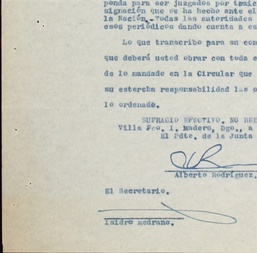 ponda para ser juzgados por
signación que se ha hecho ante el
la Nación.-Todas las autoridades
esos periódicos dando cuenta a es
Lo que transcribo para su con
que deberá usted obrar con toda e
de lo mandado en la Circular que
su estarcha responsabilidad las o
lo ordenado.
SUFRAGIO EFECTIVO. NO REE
Villa Fco. I. Madero, Dgo., a
El Pdte. de la Junta
Alberto Rodríguez.
El Secretario.
Isidro Medrano.